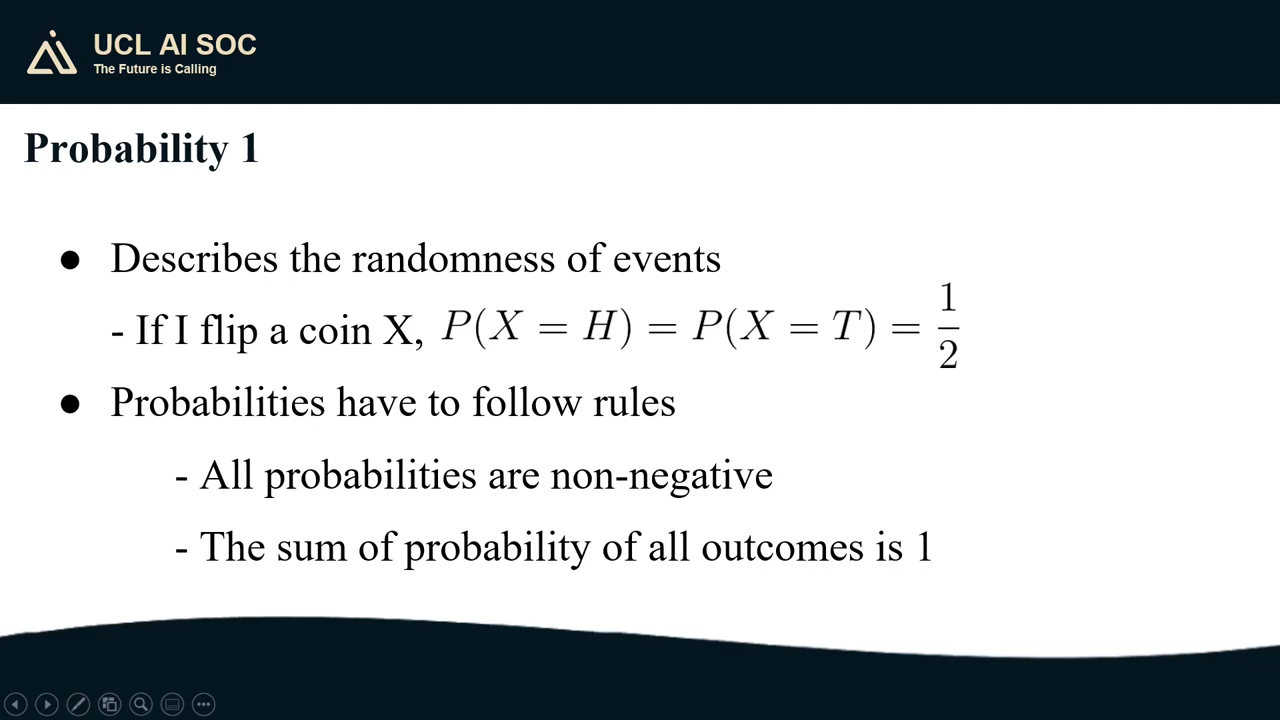 UCL AI SOC
The Future is Calling
Probability 1
● Describes the randomness of events
- If I flip a coin X, P(X = H) = P(X = T) = 1/2
● Probabilities have to follow rules
- All probabilities are non-negative
- The sum of probability of all outcomes is 1